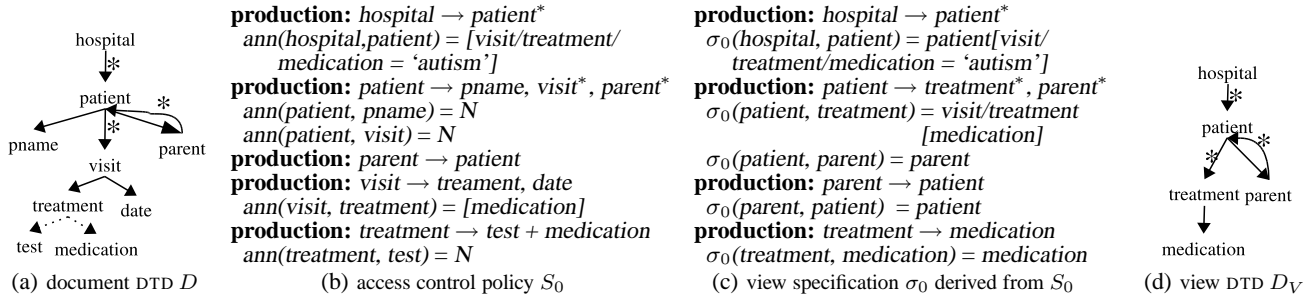 hospital
*
patient
*
*
pname
parent
visit
treatment
date
test
medication
(a) document DTD D
production: hospital → patient*
ann(hospital,patient) = [visit/treatment/
medication = ‘autism’]
production: patient → pname, visit*, parent*
ann(patient, pname) = N
ann(patient, visit) = N
production: parent → patient
production: visit → treament, date
ann(visit, treatment) = [medication]
production: treatment → test + medication
ann(treatment, test) = N
(b) access control policy S₀
production: hospital → patient*
σ₀(hospital, patient) = patient[visit/
treatment/medication = ‘autism’]
production: patient → treatment*, parent*
σ₀(patient, treatment) = visit/treatment
[medication]
σ₀(patient, parent) = parent
production: parent → patient
σ₀(parent, patient) = patient
production: treatment → medication
σ₀(treatment, medication) = medication
(c) view specification σ₀ derived from S₀
hospital
*
patient
*
*
treatment parent
medication
(d) view DTD D_V